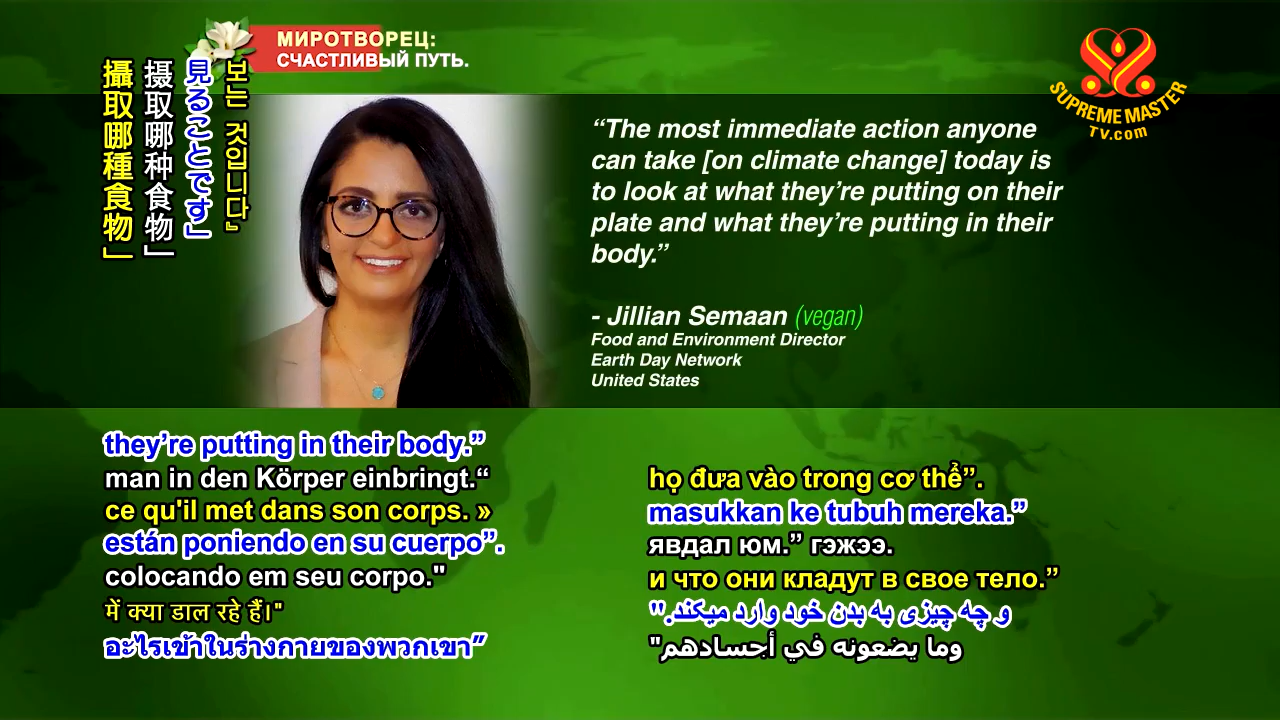 МИРОТВОРЕЦ:
СЧАСТЛИВЫЙ ПУТЬ.
SUPREME MASTER
TV.com
보는 것입니다』
見ることです」
摄取哪种食物」
攝取哪種食物」
“The most immediate action anyone
can take [on climate change] today is
to look at what they’re putting on their
plate and what they’re putting in their
body.”
- Jillian Semaan (vegan)
Food and Environment Director
Earth Day Network
United States
they’re putting in their body.”
man in den Körper einbringt.“
ce qu'il met dans son corps. »
están poniendo en su cuerpo”.
colocando em seu corpo."
में क्या डाल रहे हैं।"
อะไรเข้าในร่างกายของพวกเขา”
họ đưa vào trong cơ thể”.
masukkan ke tubuh mereka.”
явдал юм.” гэжээ.
и что они кладут в свое тело.”
و چه چیزی به بدن خود وارد میکند."
وما يضعونه في أجسادهم"